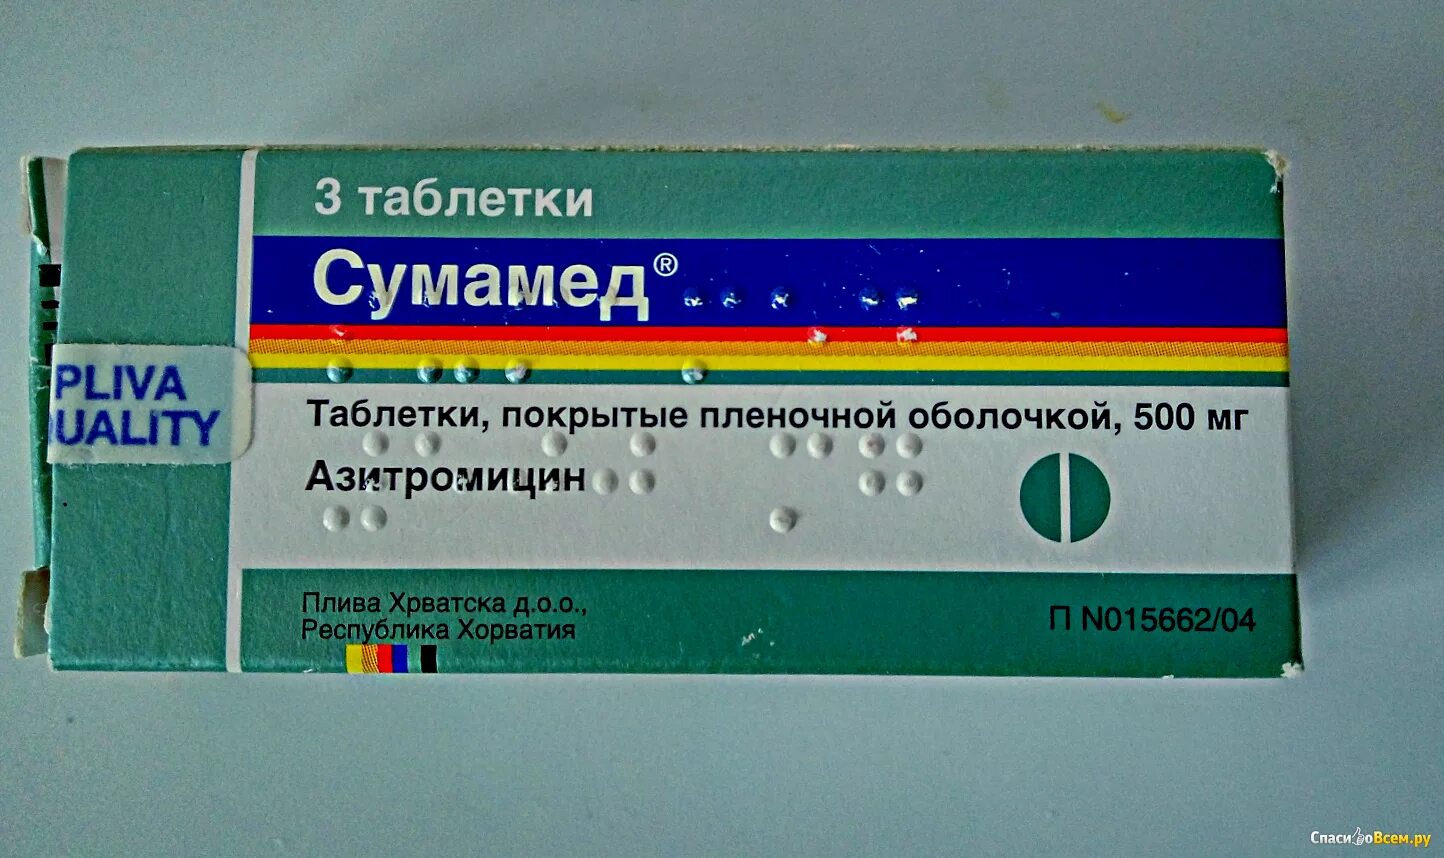 3 таблетки
Сумамед®
PLIVA
QUALITY
Таблетки, покрытые пленочной оболочкой, 500 мг
Азитромицин
Плива Хрватска д.о.о.,
Республика Хорватия
П N015662/04
СпасибоВсем.ру